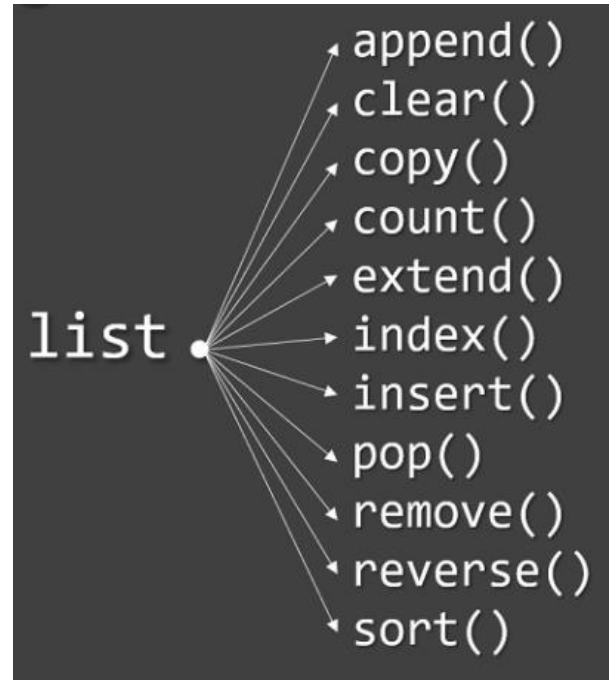 append()
clear()
copy()
count()
extend()
list
index()
insert()
pop()
remove()
reverse()
sort()